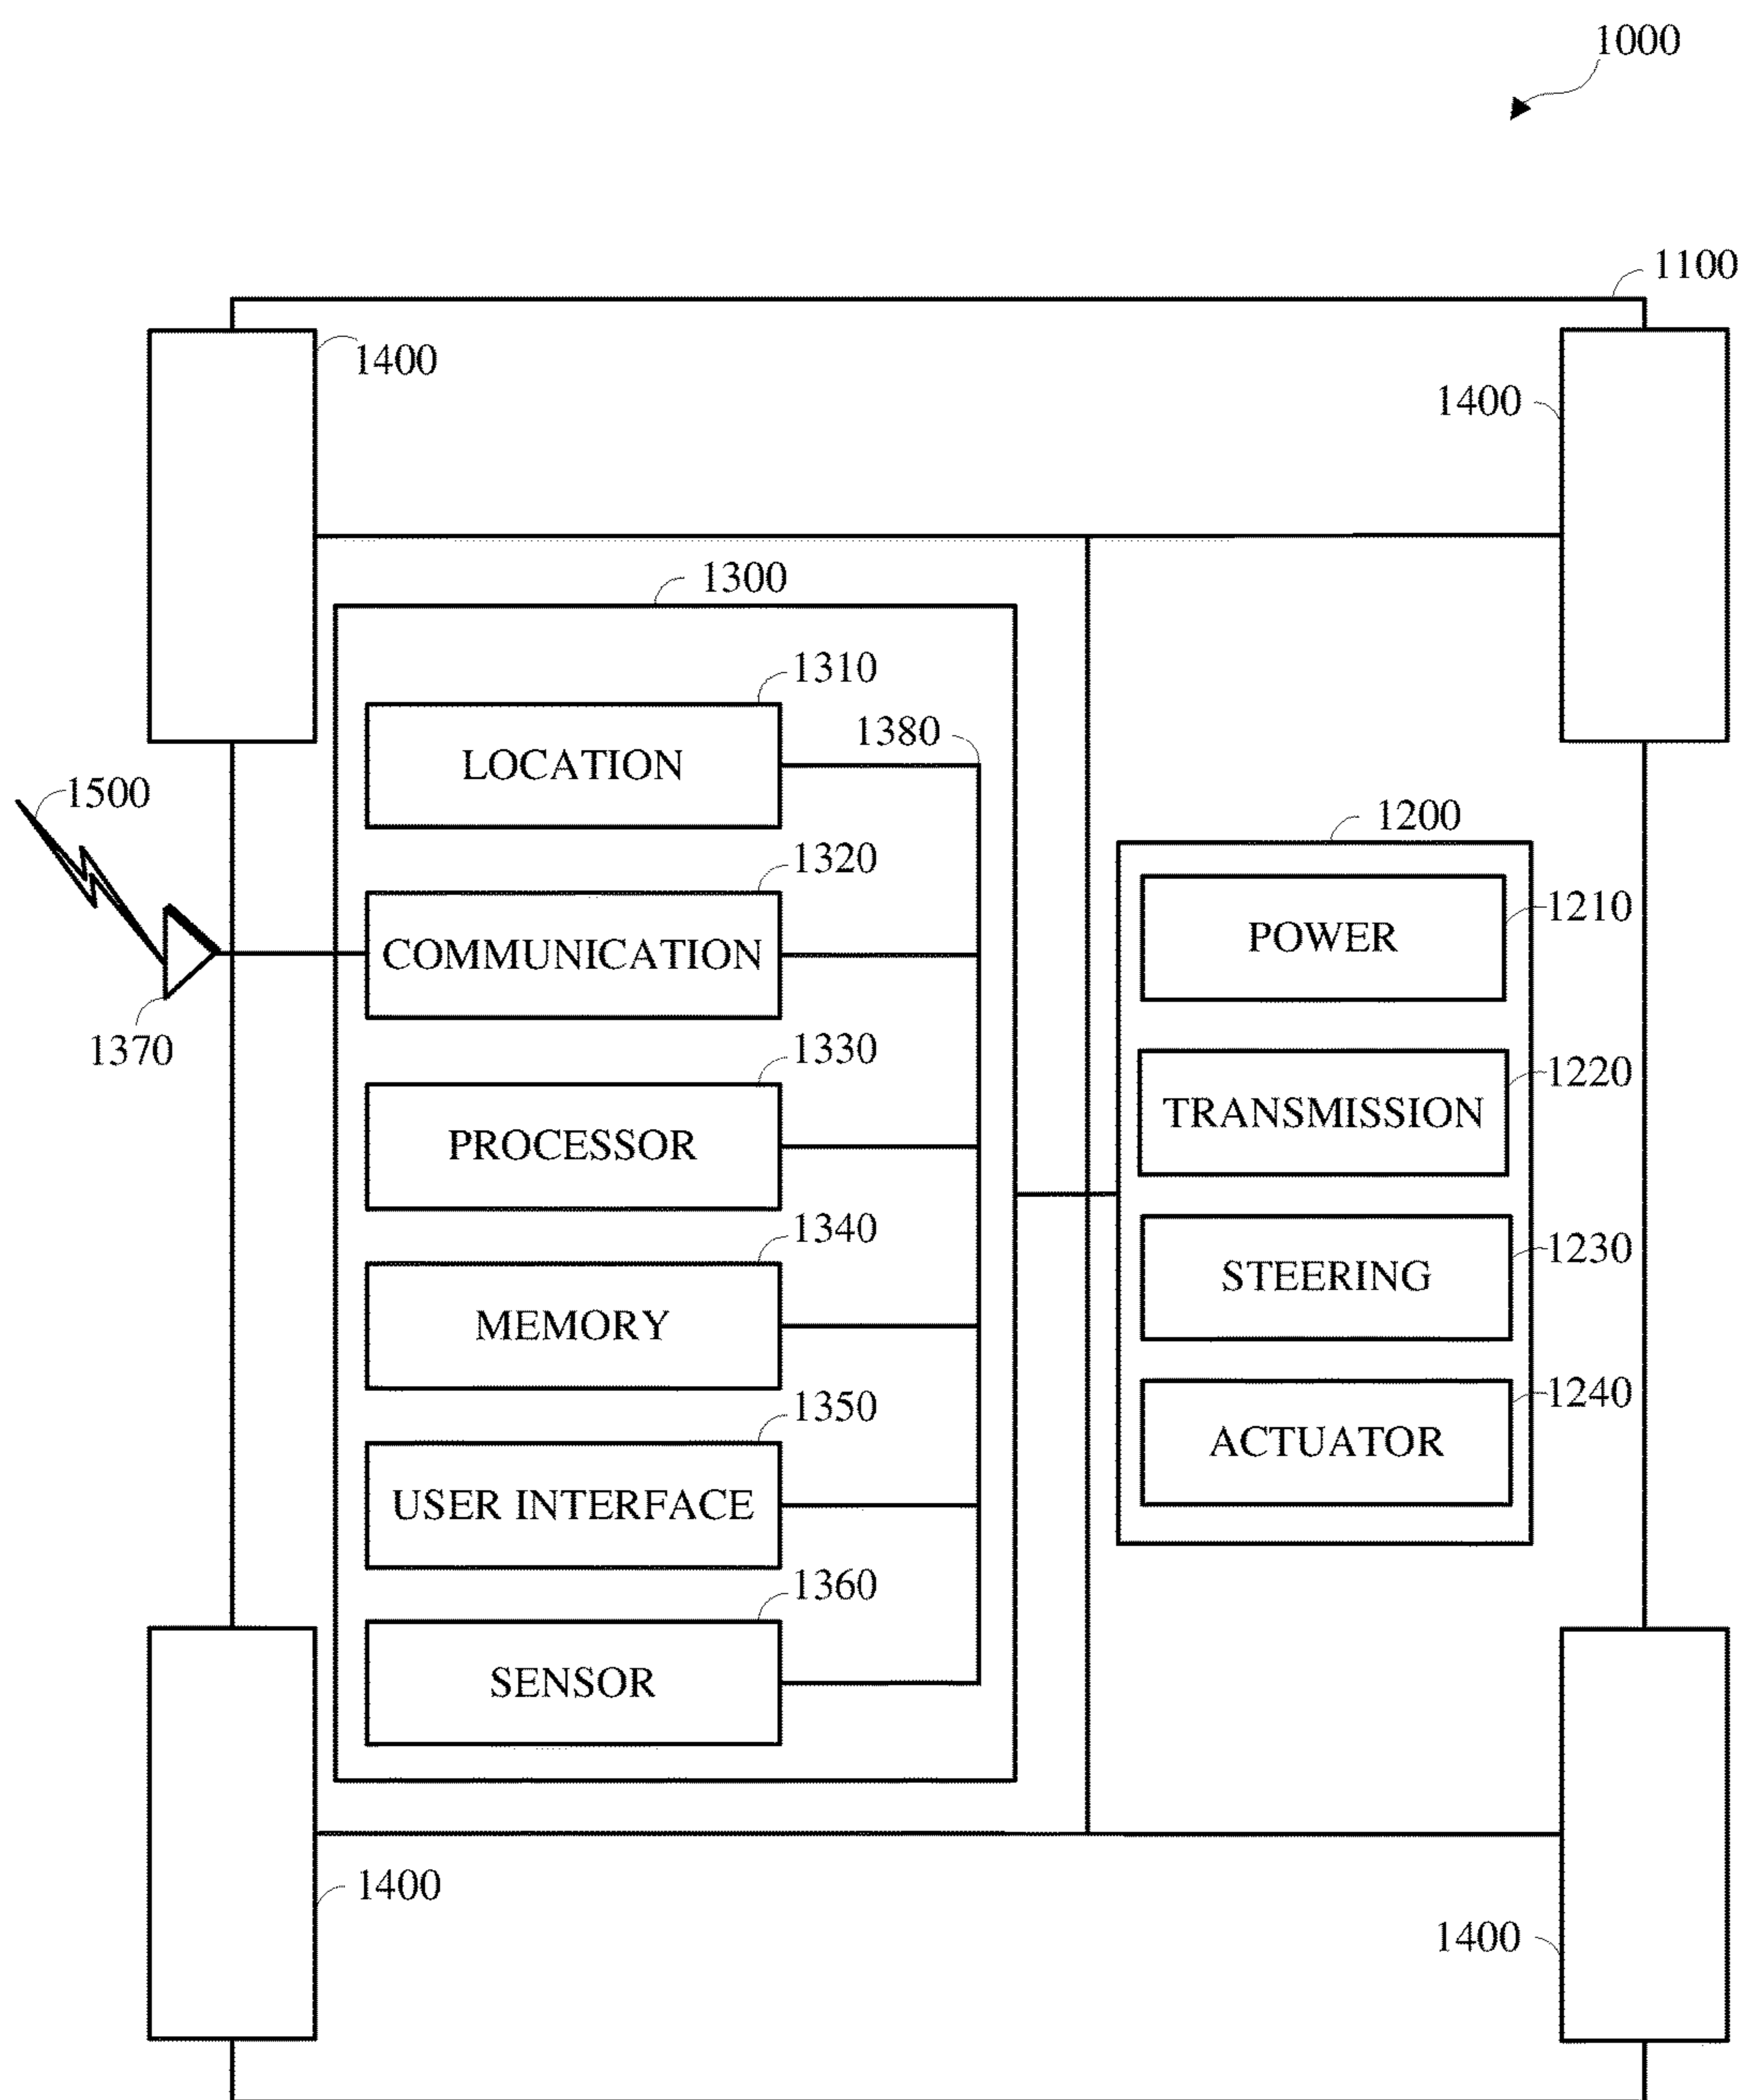 1000
1100
1400
1400
1300
1310
1380
LOCATION
1500
1200
1320
1210
POWER
COMMUNICATION
1370
1330
1220
TRANSMISSION
PROCESSOR
1340
1230
STEERING
MEMORY
1350
1240
ACTUATOR
USER INTERFACE
1360
SENSOR
1400
1400